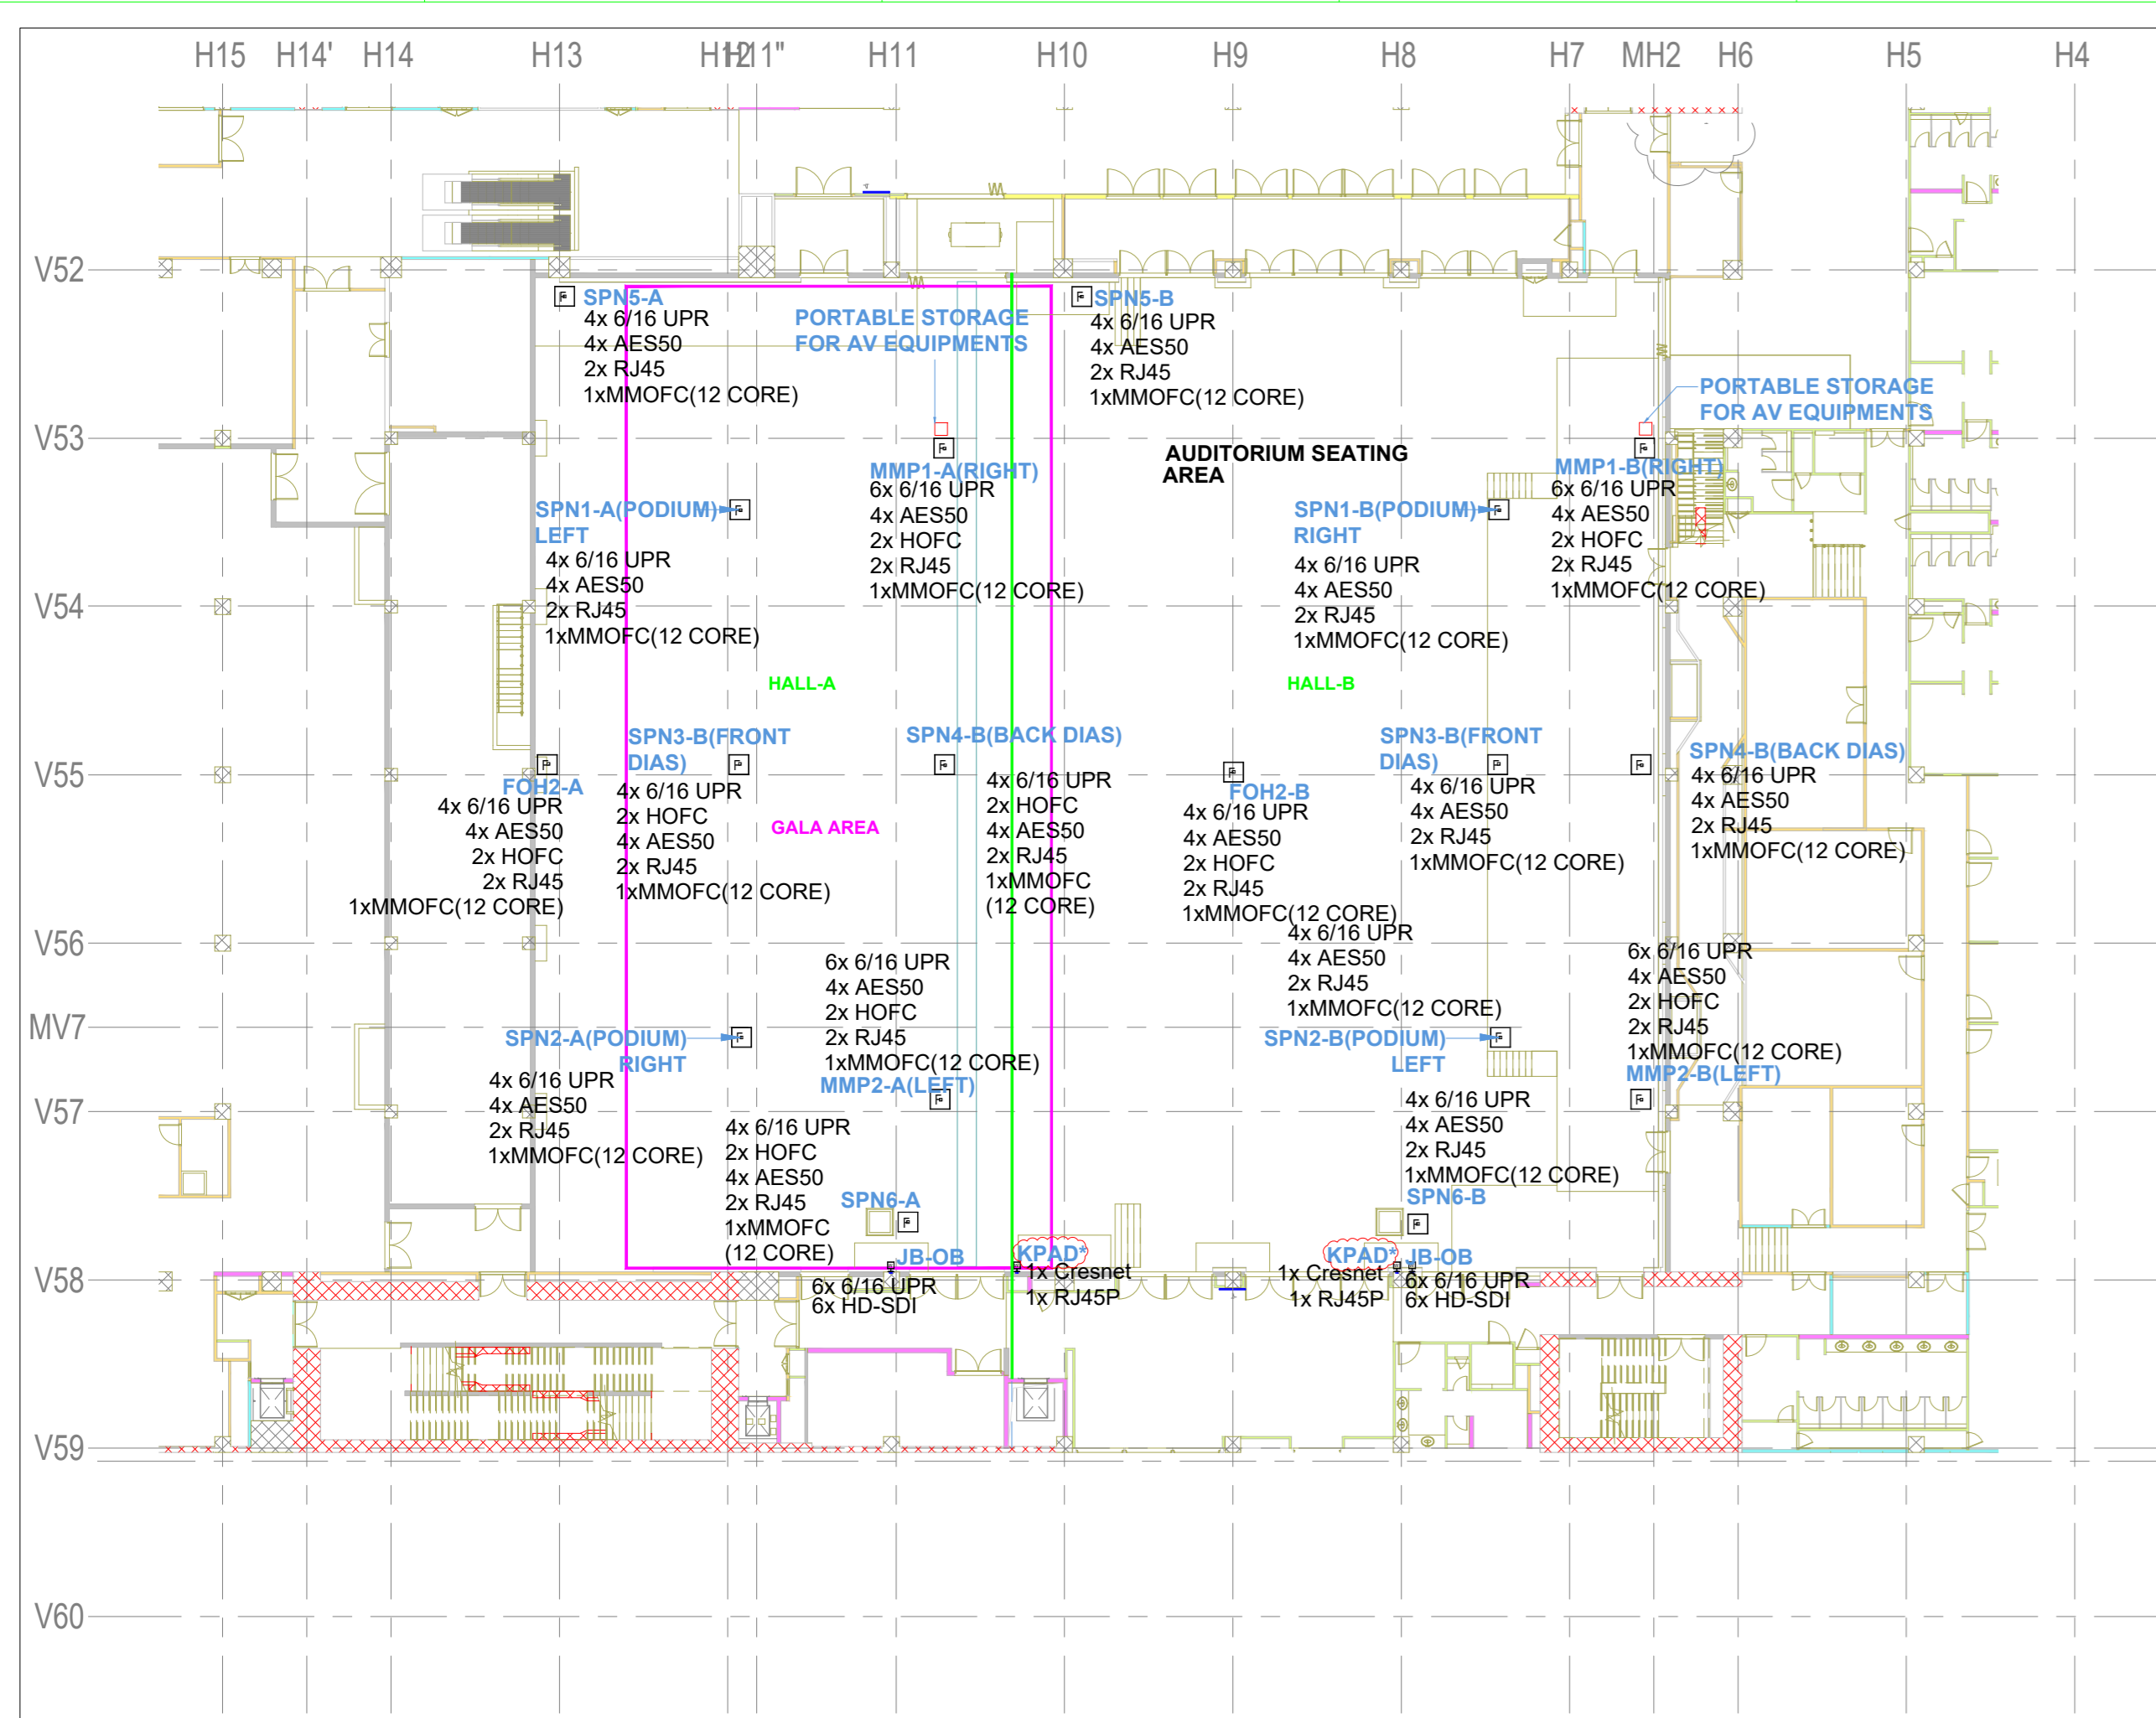 H15
H14'
H14
H13
H12
H11"
H11
H10
H9
H8
H7
MH2
H6
H5
H4
V52
V53
V54
V55
V56
MV7
V57
V58
V59
V60
SPN5-A
4x 6/16 UPR
4x AES50
2x RJ45
1xMMOFC(12 CORE)
PORTABLE STORAGE
FOR AV EQUIPMENTS
SPN5-B
4x 6/16 UPR
4x AES50
2x RJ45
1xMMOFC(12 CORE)
PORTABLE STORAGE
FOR AV EQUIPMENTS
MMP1-A(RIGHT)
6x 6/16 UPR
4x AES50
2x HOFC
2x RJ45
1xMMOFC(12 CORE)
AUDITORIUM SEATING
AREA
MMP1-B(RIGHT)
6x 6/16 UPR
4x AES50
2x HOFC
2x RJ45
1xMMOFC(12 CORE)
SPN1-A(PODIUM)
LEFT
4x 6/16 UPR
4x AES50
2x RJ45
1xMMOFC(12 CORE)
SPN1-B(PODIUM)
RIGHT
4x 6/16 UPR
4x AES50
2x RJ45
1xMMOFC(12 CORE)
HALL-A
HALL-B
FOH2-A
4x 6/16 UPR
4x AES50
2x HOFC
2x RJ45
1xMMOFC(12 CORE)
SPN3-B(FRONT
DIAS)
4x 6/16 UPR
2x HOFC
4x AES50
2x RJ45
1xMMOFC(12 CORE)
GALA AREA
SPN4-B(BACK DIAS)
4x 6/16 UPR
2x HOFC
4x AES50
2x RJ45
1xMMOFC
(12 CORE)
FOH2-B
4x 6/16 UPR
4x AES50
2x HOFC
2x RJ45
1xMMOFC(12 CORE)
SPN3-B(FRONT
DIAS)
4x 6/16 UPR
4x AES50
2x RJ45
1xMMOFC(12 CORE)
SPN4-B(BACK DIAS)
4x 6/16 UPR
4x AES50
2x RJ45
1xMMOFC(12 CORE)
6x 6/16 UPR
4x AES50
2x HOFC
2x RJ45
1xMMOFC(12 CORE)
MMP2-A(LEFT)
4x 6/16 UPR
4x AES50
2x RJ45
1xMMOFC(12 CORE)
SPN2-B(PODIUM)
LEFT
6x 6/16 UPR
4x AES50
2x HOFC
2x RJ45
1xMMOFC(12 CORE)
MMP2-B(LEFT)
SPN2-A(PODIUM)
RIGHT
4x 6/16 UPR
4x AES50
2x RJ45
1xMMOFC(12 CORE)
4x 6/16 UPR
2x HOFC
4x AES50
2x RJ45
1xMMOFC
(12 CORE)
SPN6-A
4x 6/16 UPR
4x AES50
2x RJ45
1xMMOFC(12 CORE)
SPN6-B
JB-OB
6x 6/16 UPR
6x HD-SDI
KPAD*
1x Cresnet
1x RJ45P
KPAD*
1x Cresnet
1x RJ45P
JB-OB
6x 6/16 UPR
6x HD-SDI